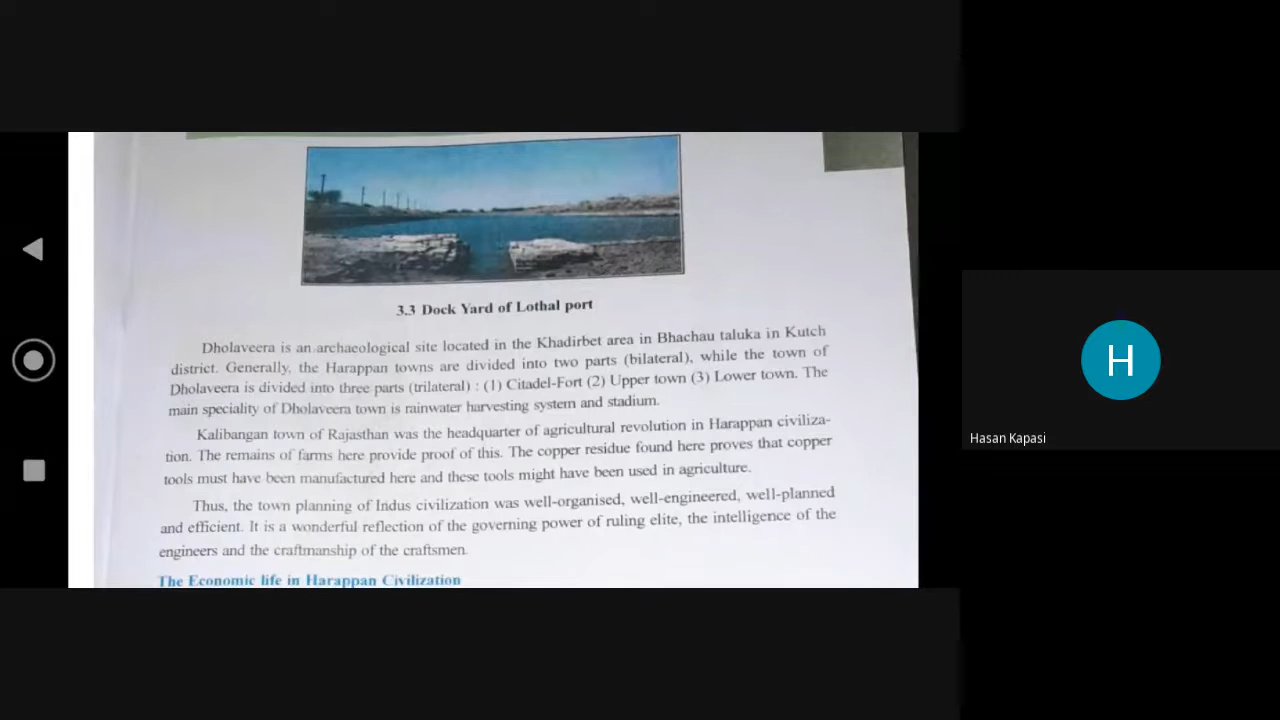 3.3 Dock Yard of Lothal port
Dholaveera is an archaeological site located in the Khadirbet area in Bhachau taluka in Kutch
district. Generally, the Harappan towns are divided into two parts (bilateral), while the town of
Dholaveera is divided into three parts (trilateral) : (1) Citadel-Fort (2) Upper town (3) Lower town. The
main speciality of Dholaveera town is rainwater harvesting system and stadium.
Kalibangan town of Rajasthan was the headquarter of agricultural revolution in Harappan civiliza-
tion. The remains of farms here provide proof of this. The copper residue found here proves that copper
tools must have been manufactured here and these tools might have been used in agriculture.
Thus, the town planning of Indus civilization was well-organised, well-engineered, well-planned
and efficient. It is a wonderful reflection of the governing power of ruling elite, the intelligence of the
engineers and the craftmanship of the craftsmen.
The Economic life in Harappan Civilization
H
Hasan Kapasi